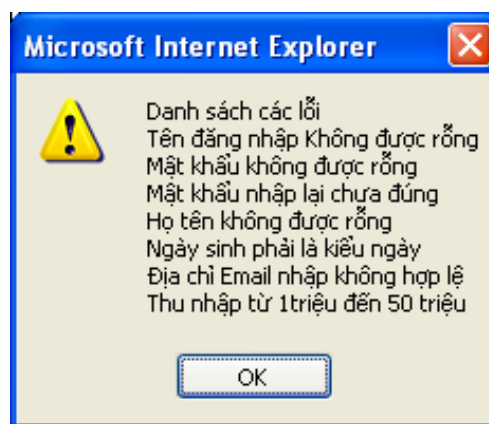 Microsoft Internet Explorer
Danh sách các lỗi
Tên đăng nhập Không được rỗng
Mật khẩu không được rỗng
Mật khẩu nhập lại chưa đúng
Họ tên không được rỗng
Ngày sinh phải là kiểu ngày
Địa chỉ Email nhập không hợp lệ
Thu nhập từ 1triệu đến 50 triệu
OK